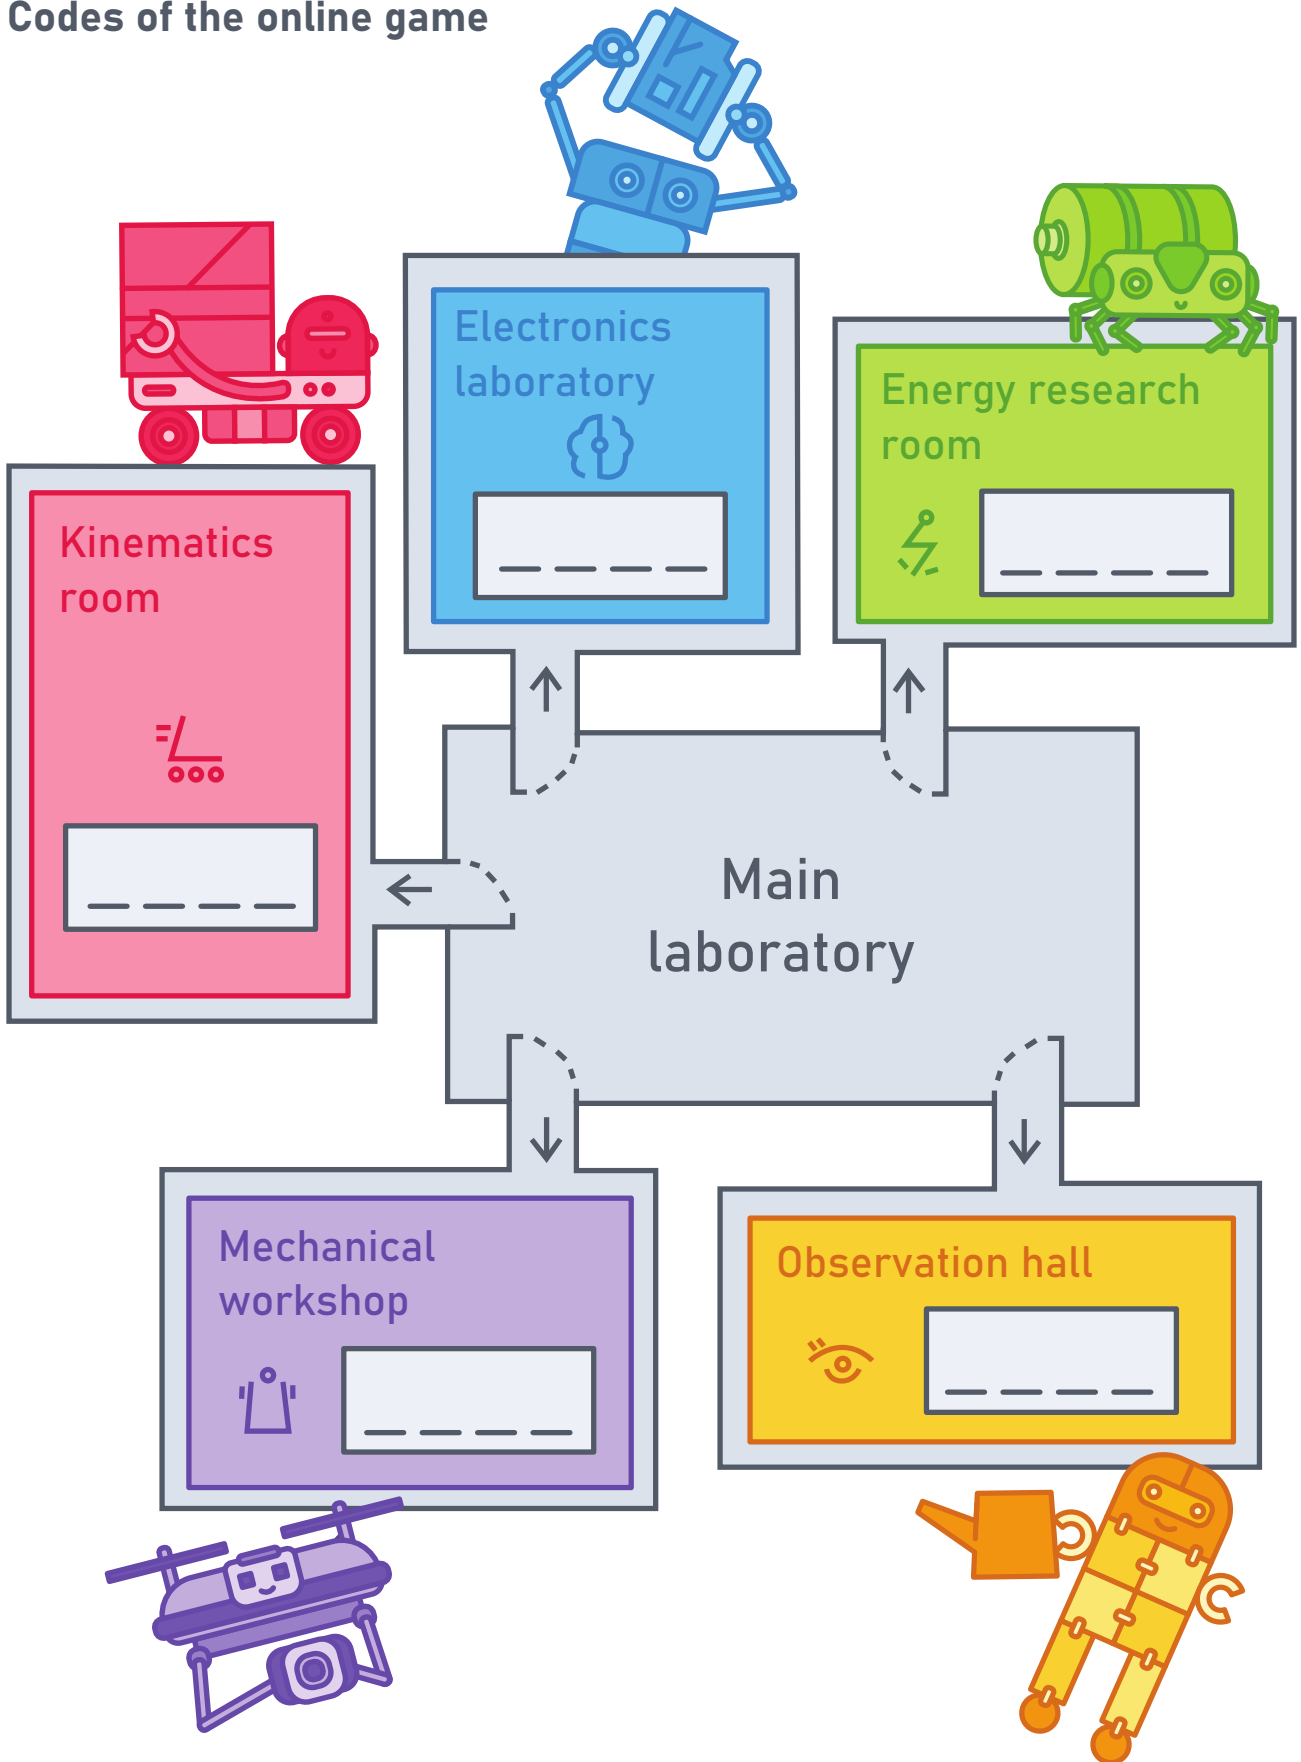 Codes of the online game
Electronics
laboratory
Energy research
room
Kinematics
room
Main
laboratory
Mechanical
workshop
Observation hall